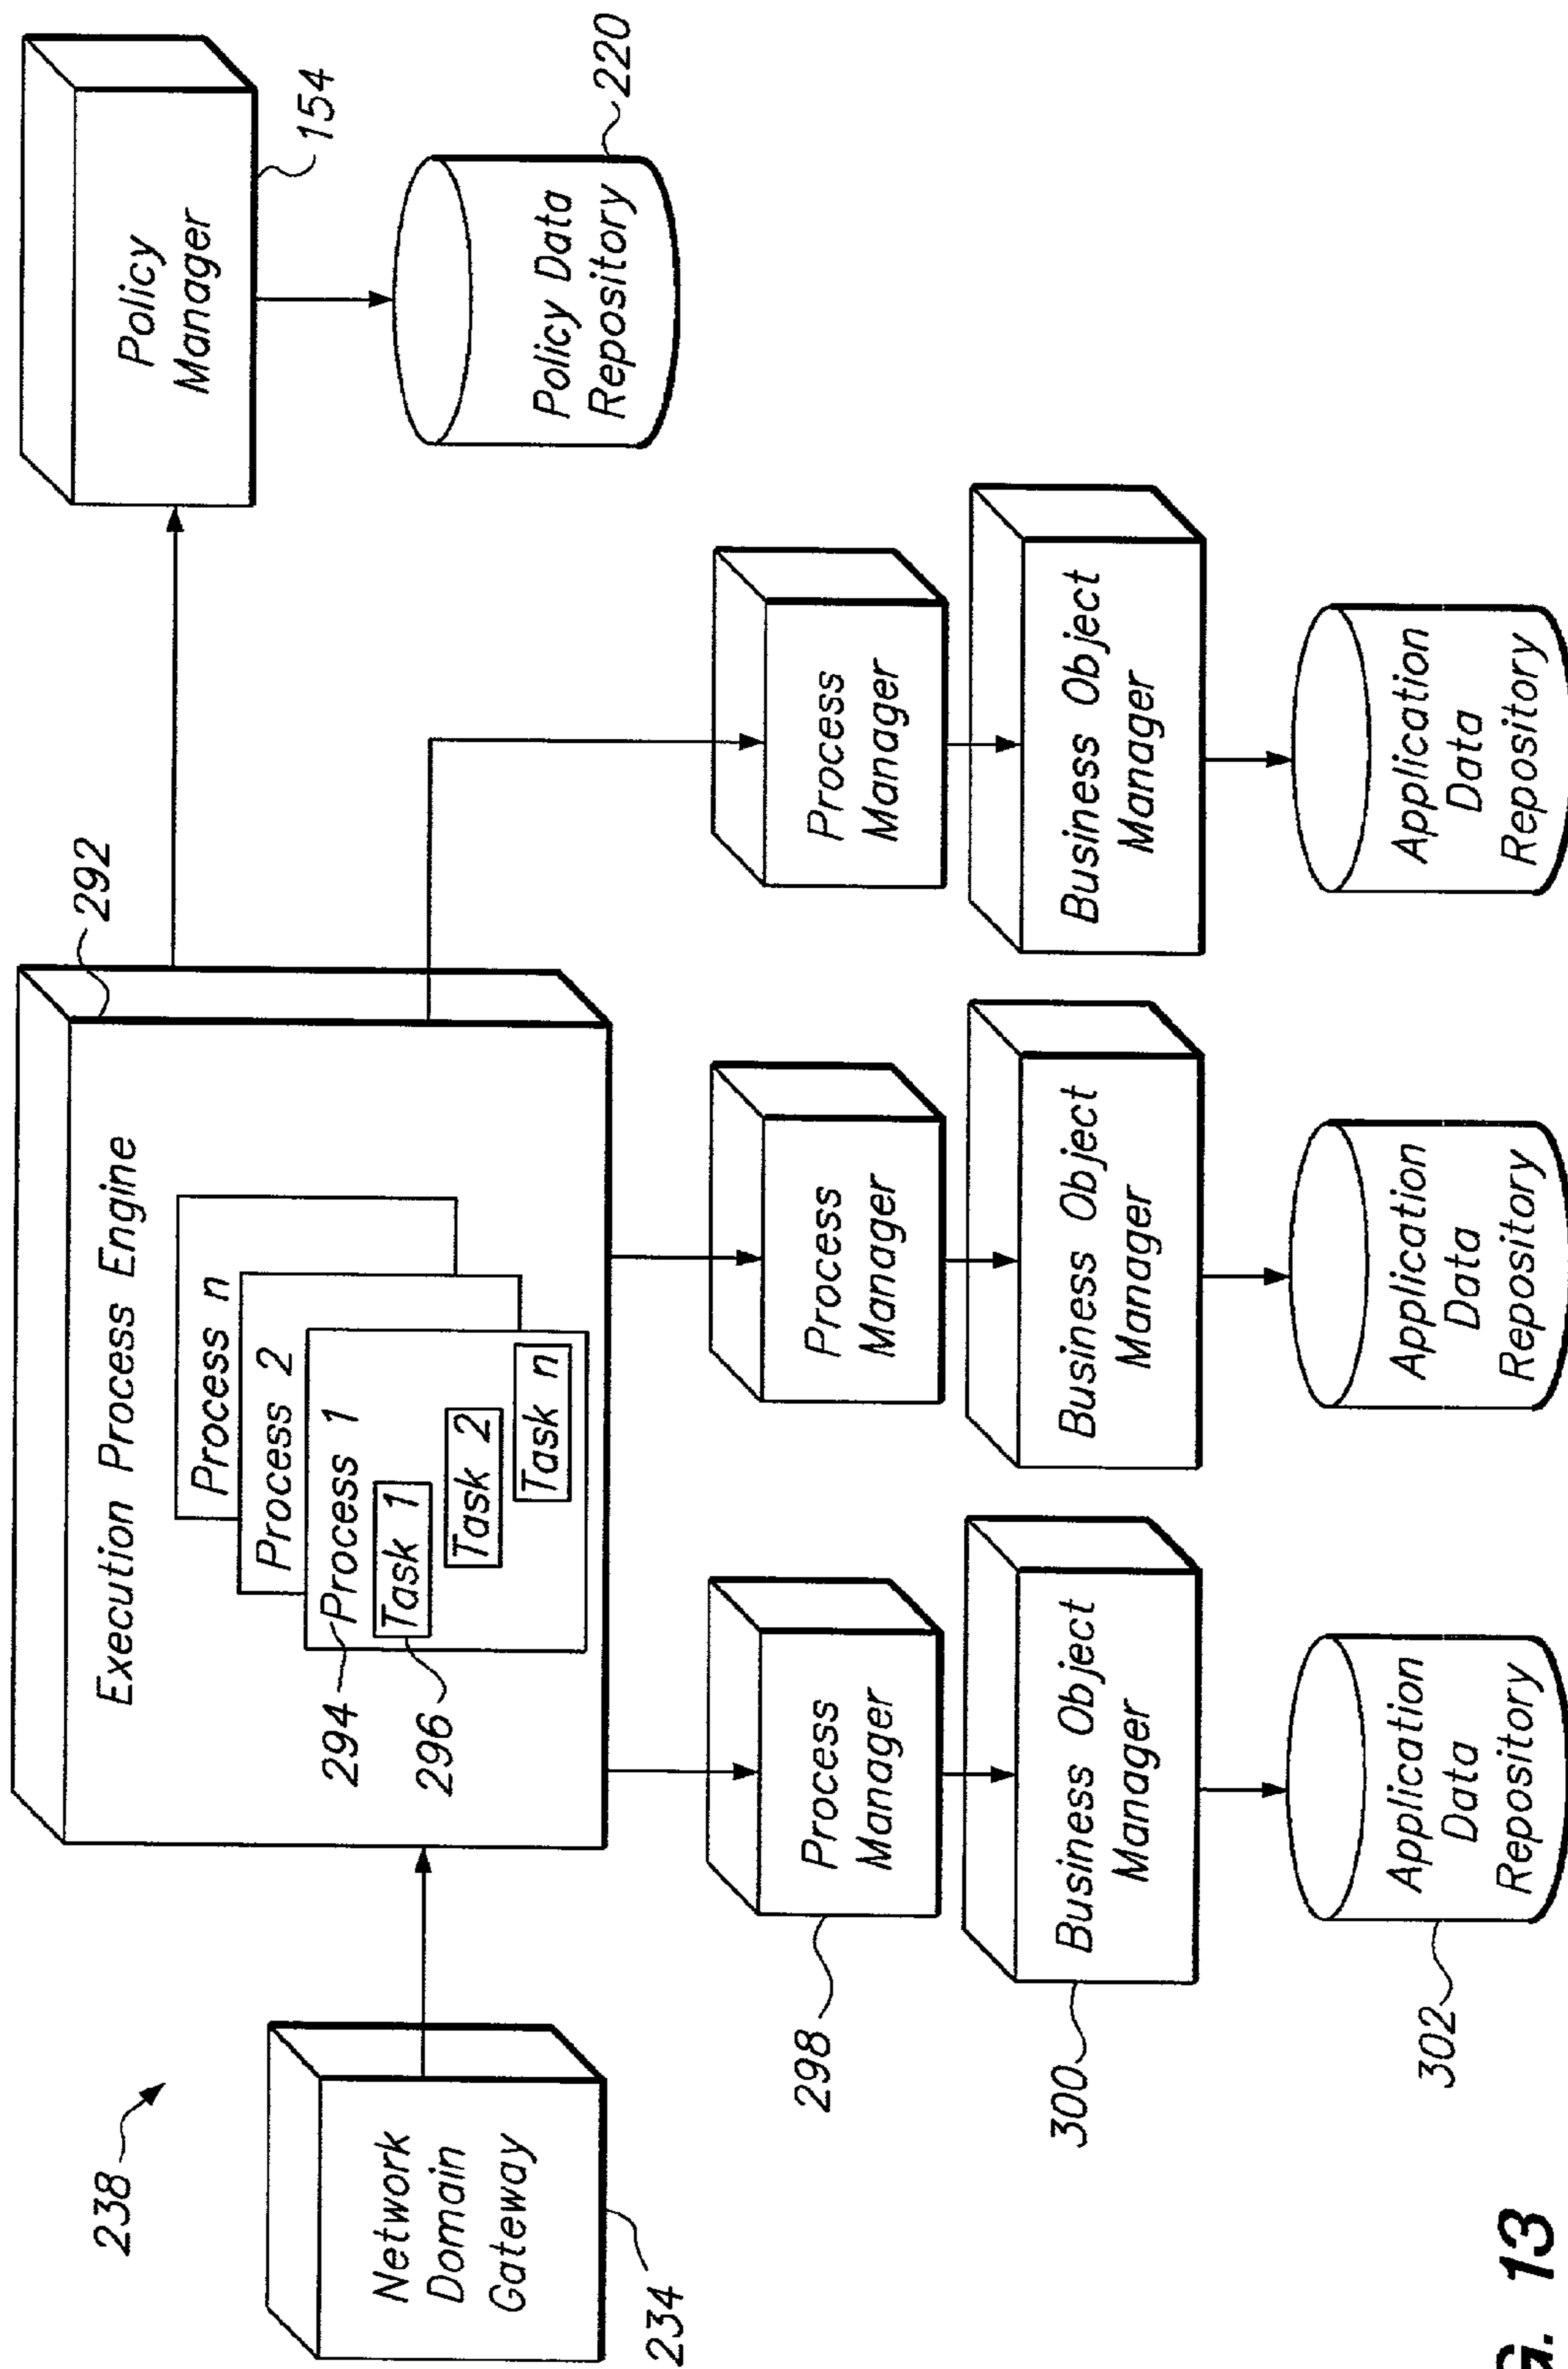 238
Network
Domain
Gateway
234
Execution Process Engine
292
Process n
Process 2
Process 1
294
Task 1
296
Task 2
Task n
Policy
Manager
154
Policy Data
Repository
220
Process
Manager
298
Business Object
Manager
300
Application
Data
Repository
302
Process
Manager
Business Object
Manager
Application
Data
Repository
Process
Manager
Business Object
Manager
Application
Data
Repository
G. 13